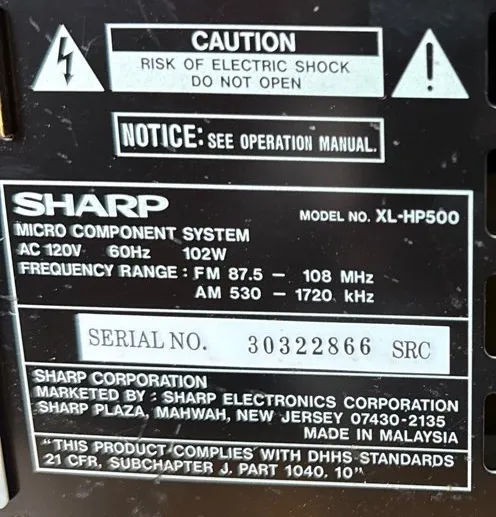 CAUTION
RISK OF ELECTRIC SHOCK
DO NOT OPEN
NOTICE: SEE OPERATION MANUAL.
SHARP
MODEL NO. XL-HP500
MICRO COMPONENT SYSTEM
AC 120V 60Hz 102W
FREQUENCY RANGE : FM 87.5 – 108 MHz
AM 530 – 1720 kHz
SERIAL NO. 30322866 SRC
SHARP CORPORATION
MARKETED BY : SHARP ELECTRONICS CORPORATION
SHARP PLAZA, MAHWAH, NEW JERSEY 07430-2135
MADE IN MALAYSIA
"THIS PRODUCT COMPLIES WITH DHHS STANDARDS
21 CFR, SUBCHAPTER J. PART 1040. 10"